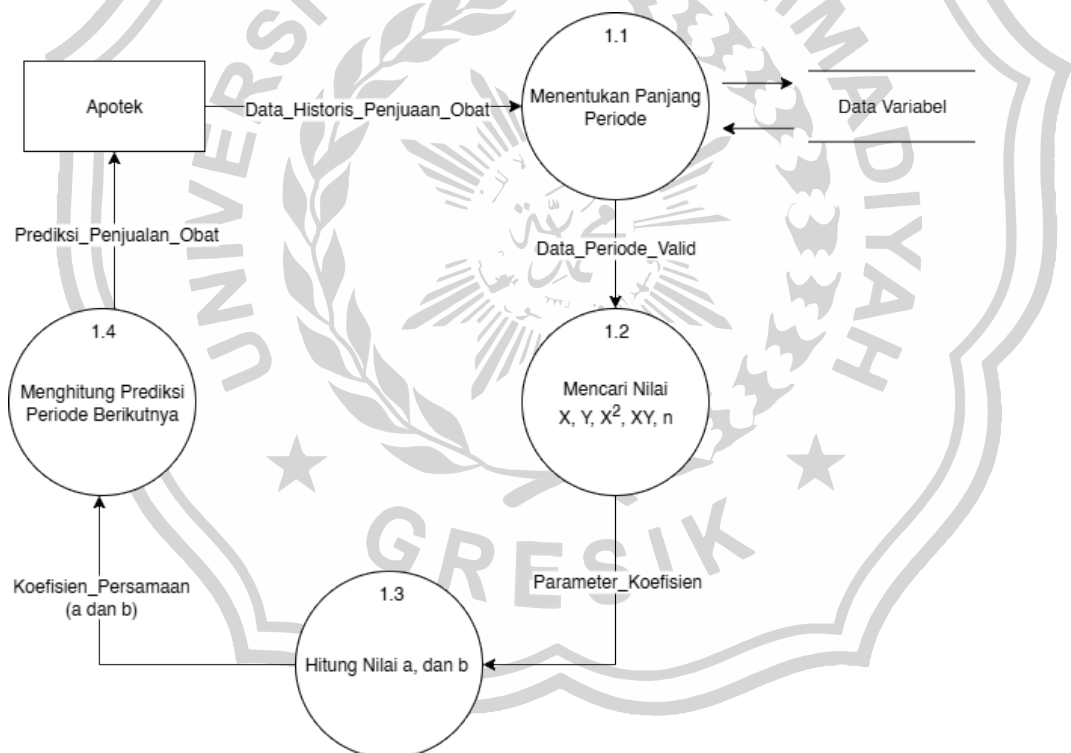 1.1
Menentukan Panjang
Periode
Apotek
Data_Historis_Penjuaan_Obat
Data Variabel
Prediksi_Penjualan_Obat
Data_Periode_Valid
1.4
Menghitung Prediksi
Periode Berikutnya
1.2
Mencari Nilai
X, Y, X², XY, n
Koefisien_Persamaan
(a dan b)
Parameter_Koefisien
1.3
Hitung Nilai a, dan b
GRESIK